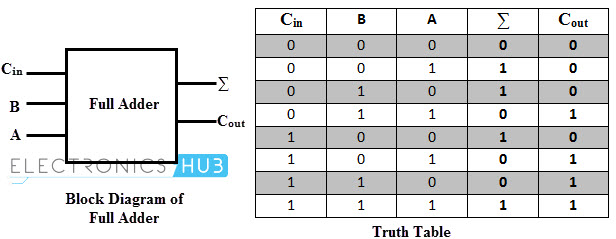 Cin
B
A
Full Adder
Σ
Cout
ELECTRONICS HUB
Block Diagram of
Full Adder
Cin B A Σ Cout
0 0 0 0 0
0 0 1 1 0
0 1 0 1 0
0 1 1 0 1
1 0 0 1 0
1 0 1 0 1
1 1 0 0 1
1 1 1 1 1
Truth Table